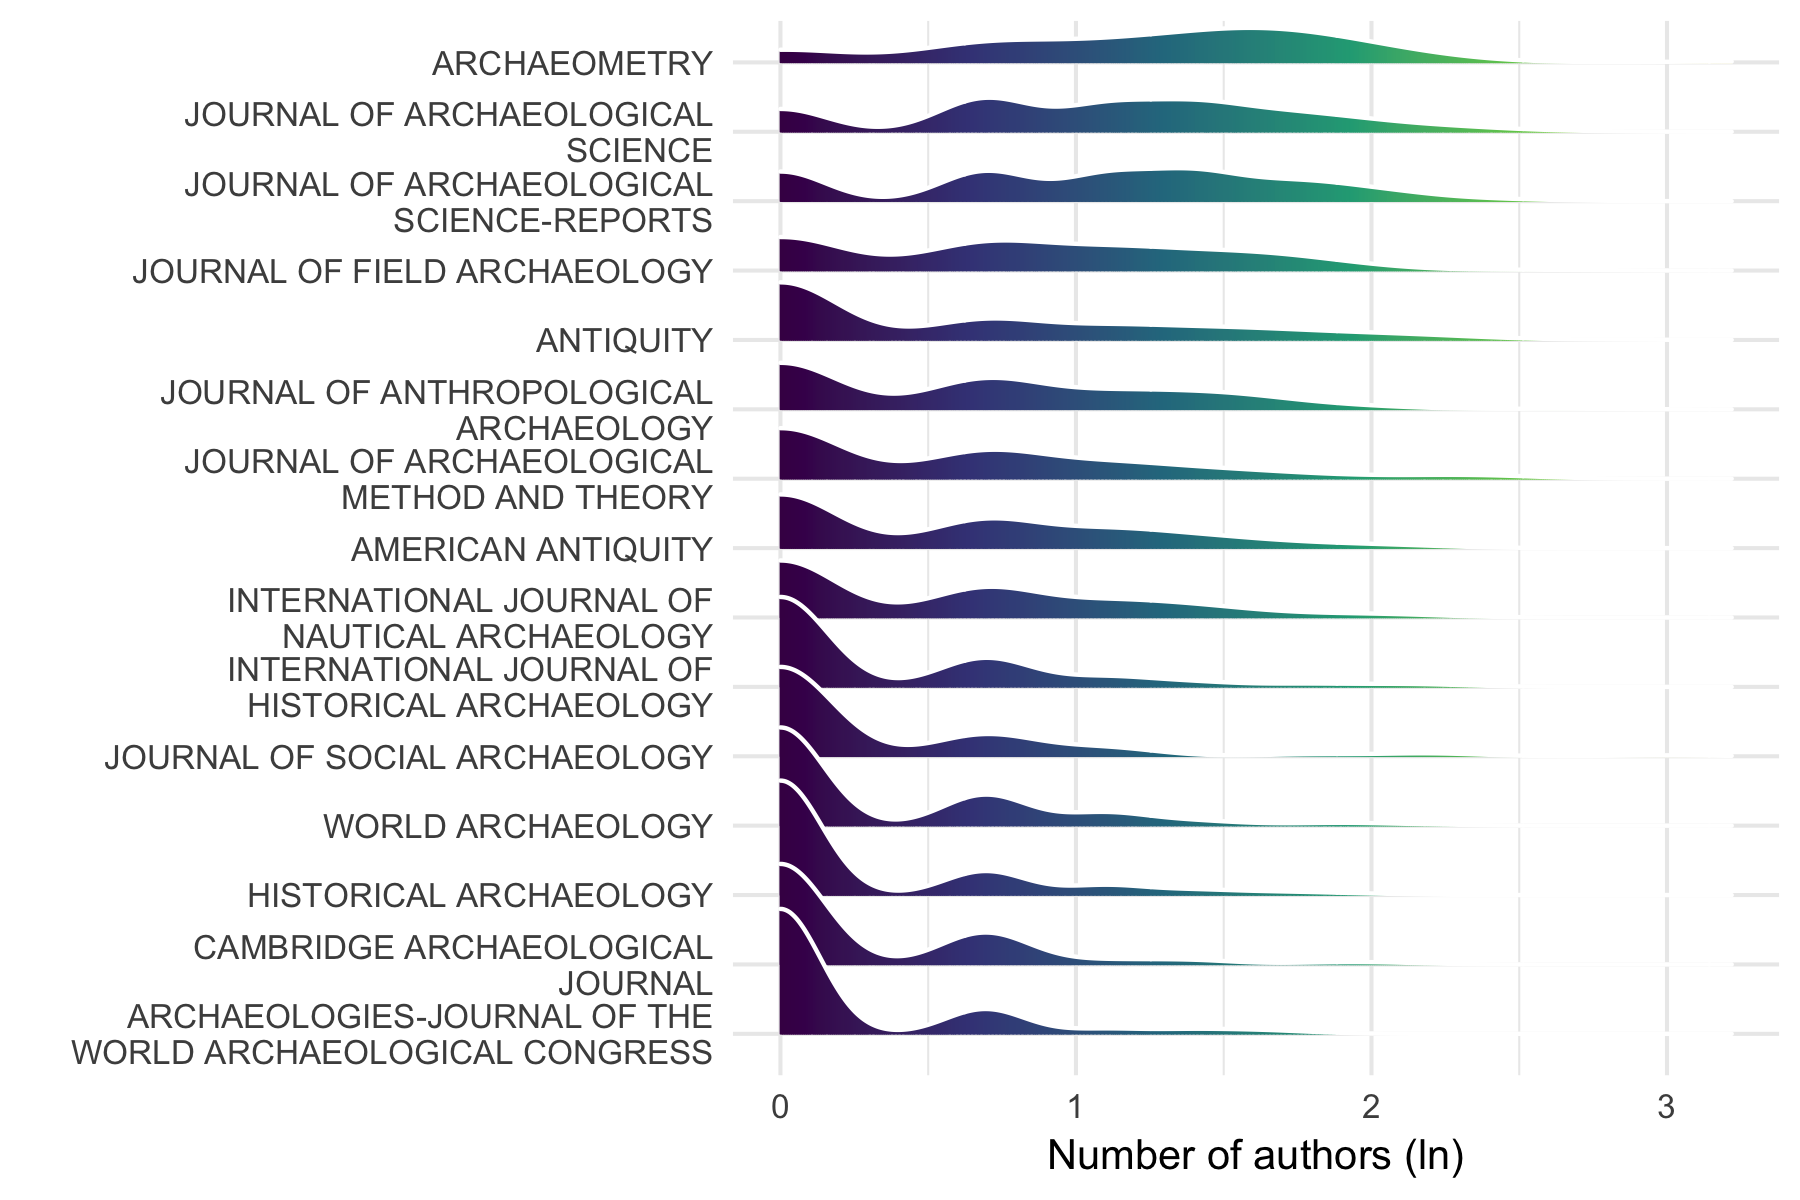 ARCHAEOMETRY
JOURNAL OF ARCHAEOLOGICAL
SCIENCE
JOURNAL OF ARCHAEOLOGICAL
SCIENCE-REPORTS
JOURNAL OF FIELD ARCHAEOLOGY
ANTIQUITY
JOURNAL OF ANTHROPOLOGICAL
ARCHAEOLOGY
JOURNAL OF ARCHAEOLOGICAL
METHOD AND THEORY
AMERICAN ANTIQUITY
INTERNATIONAL JOURNAL OF
NAUTICAL ARCHAEOLOGY
INTERNATIONAL JOURNAL OF
HISTORICAL ARCHAEOLOGY
JOURNAL OF SOCIAL ARCHAEOLOGY
WORLD ARCHAEOLOGY
HISTORICAL ARCHAEOLOGY
CAMBRIDGE ARCHAEOLOGICAL
JOURNAL
ARCHAEOLOGIES-JOURNAL OF THE
WORLD ARCHAEOLOGICAL CONGRESS
0 1 2 3
Number of authors (ln)